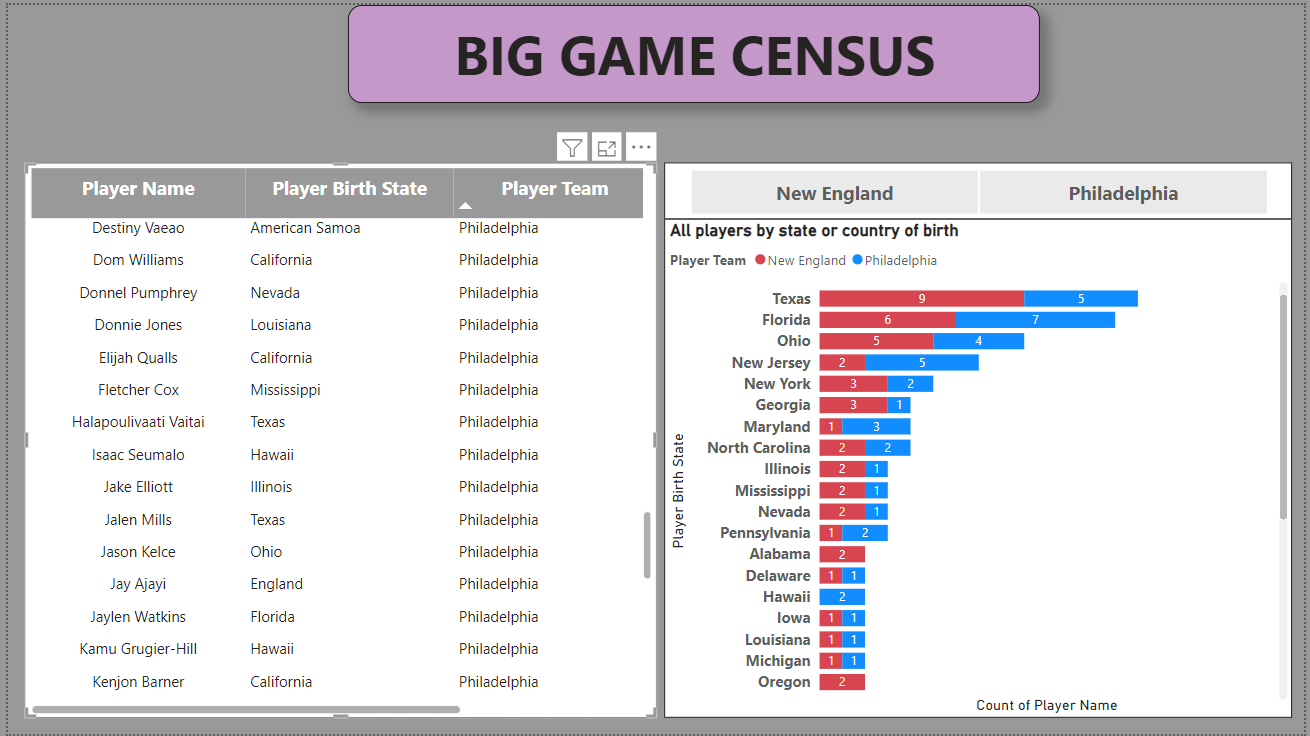 BIG GAME CENSUS
Player Name Player Birth State Player Team
Destiny Vaeao American Samoa Philadelphia
Dom Williams California Philadelphia
Donnel Pumphrey Nevada Philadelphia
Donnie Jones Louisiana Philadelphia
Elijah Qualls California Philadelphia
Fletcher Cox Mississippi Philadelphia
Halapoulivaati Vaitai Texas Philadelphia
Isaac Seumalo Hawaii Philadelphia
Jake Elliott Illinois Philadelphia
Jalen Mills Texas Philadelphia
Jason Kelce Ohio Philadelphia
Jay Ajayi England Philadelphia
Jaylen Watkins Florida Philadelphia
Kamu Grugier-Hill Hawaii Philadelphia
Kenjon Barner California Philadelphia
New England Philadelphia
All players by state or country of birth
Player Team New England Philadelphia
Player Birth State
Texas 9 5
Florida 6 7
Ohio 5 4
New Jersey 2 5
New York 3 2
Georgia 3 1
Maryland 1 3
North Carolina 2 2
Illinois 2 1
Mississippi 2 1
Nevada 2 1
Pennsylvania 1 2
Alabama 2
Delaware 1 1
Hawaii 2
Iowa 1 1
Louisiana 1 1
Michigan 1 1
Oregon 2
Count of Player Name